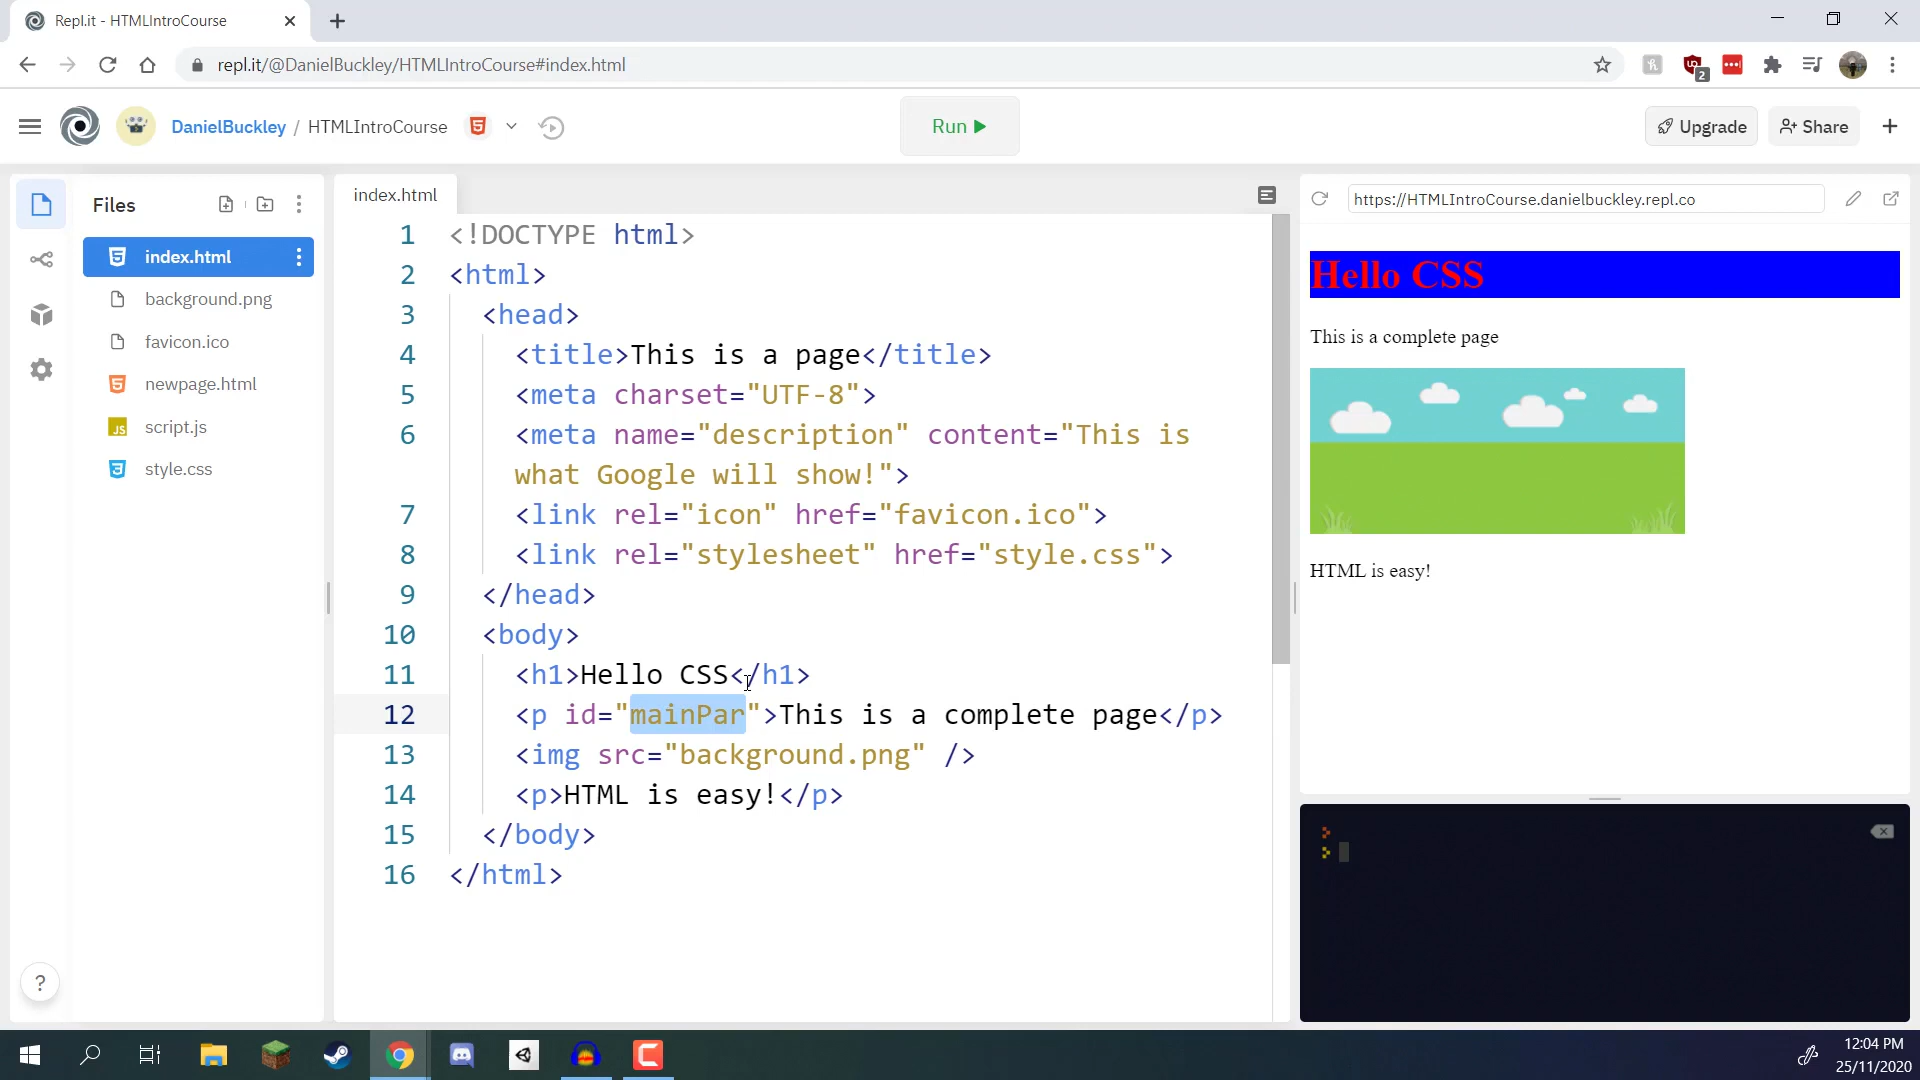 Repl.it - HTMLIntroCourse
repl.it/@DanielBuckley/HTMLIntroCourse#index.html
2
DanielBuckley / HTMLIntroCourse
Run
Upgrade
Share
Files
index.html
background.png
favicon.ico
newpage.html
JS
script.js
style.css
?
index.html
1 <!DOCTYPE html>
2 <html>
3 <head>
4 <title>This is a page</title>
5 <meta charset="UTF-8">
6 <meta name="description" content="This is
what Google will show!">
7 <link rel="icon" href="favicon.ico">
8 <link rel="stylesheet" href="style.css">
9 </head>
10 <body>
11 <h1>Hello CSS</h1>
12 <p id="mainPar">This is a complete page</p>
13 <img src="background.png" />
14 <p>HTML is easy!</p>
15 </body>
16 </html>
https://HTMLIntroCourse.danielbuckley.repl.co
Hello CSS
This is a complete page
HTML is easy!
>
>
12:04 PM
25/11/2020